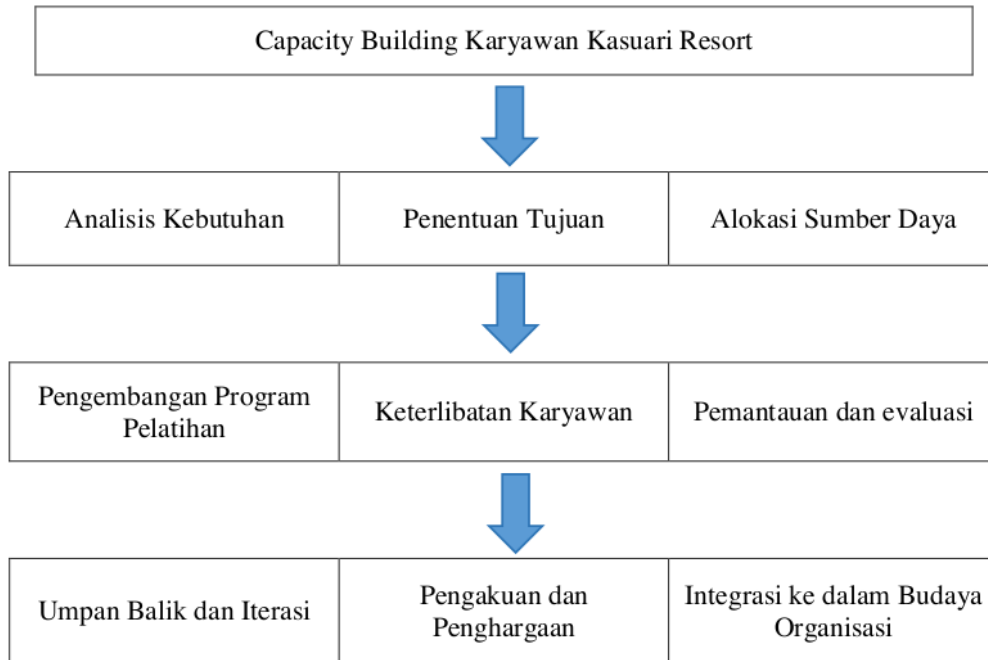 Capacity Building Karyawan Kasuari Resort
Analisis Kebutuhan
Penentuan Tujuan
Alokasi Sumber Daya
Pengembangan Program
Pelatihan
Keterlibatan Karyawan
Pemantauan dan evaluasi
Umpan Balik dan Iterasi
Pengakuan dan
Penghargaan
Integrasi ke dalam Budaya
Organisasi